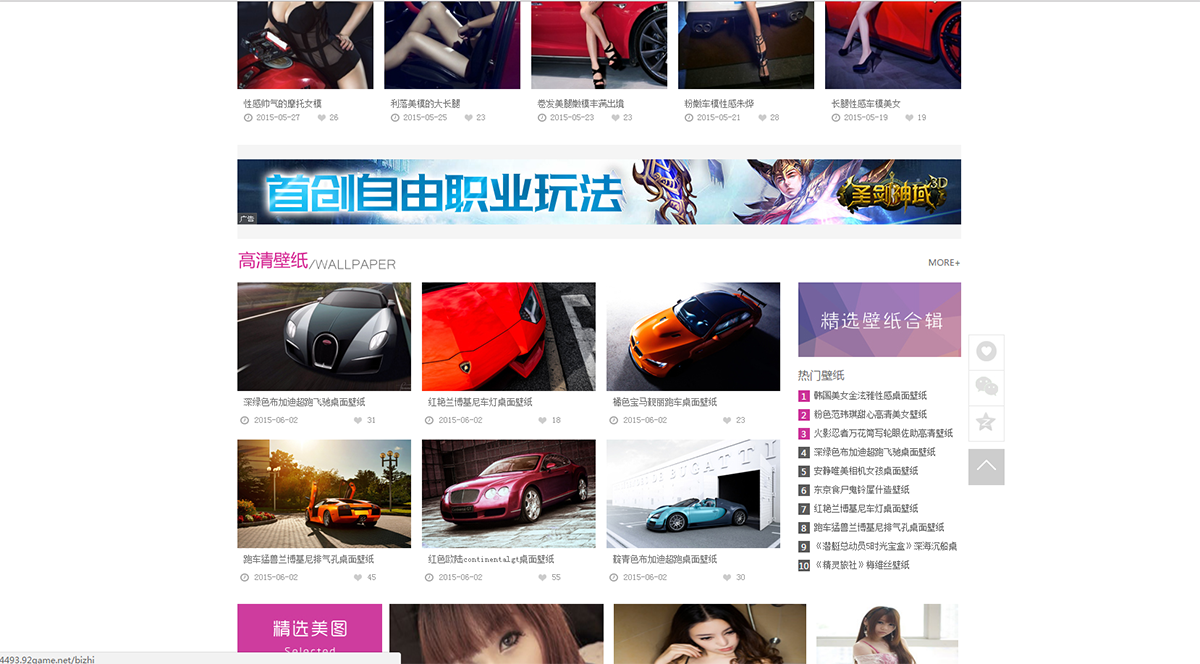 性感帅气的摩托女模
2015-05-27 26
利落美模的大长腿
2015-05-25 23
卷发美腿嫩模丰满出境
2015-05-23 23
粉嫩车模性感朱烨
2015-05-21 28
长腿性感车模美女
2015-05-19 19
首创自由职业玩法
圣剑神域3D
广告
高清壁纸/WALLPAPER
MORE+
深绿色布加迪超跑飞驰桌面壁纸
2015-06-02 31
红艳兰博基尼车灯桌面壁纸
2015-06-02 18
橘色宝马靓丽跑车桌面壁纸
2015-06-02 23
跑车猛兽兰博基尼排气孔桌面壁纸
2015-06-02 45
红色欧陆continentalgt桌面壁纸
2015-06-02 55
BUGATTI
靛青色布加迪超跑桌面壁纸
2015-06-02 30
精选壁纸合辑
热门壁纸
1 韩国美女金泫雅性感桌面壁纸
2 粉色范玮琪甜心高清美女壁纸
3 火影忍者万花筒写轮眼佐助高清壁纸
4 深绿色布加迪超跑飞驰桌面壁纸
5 安静唯美相机女孩桌面壁纸
6 东京食尸鬼铃屋什造壁纸
7 红艳兰博基尼车灯桌面壁纸
8 跑车猛兽兰博基尼排气孔桌面壁纸
9 《潜艇总动员5时光宝盒》深海沉船桌
10 《精灵旅社》梅维丝壁纸
精选美图
Selected
4493.92game.net/bizhi